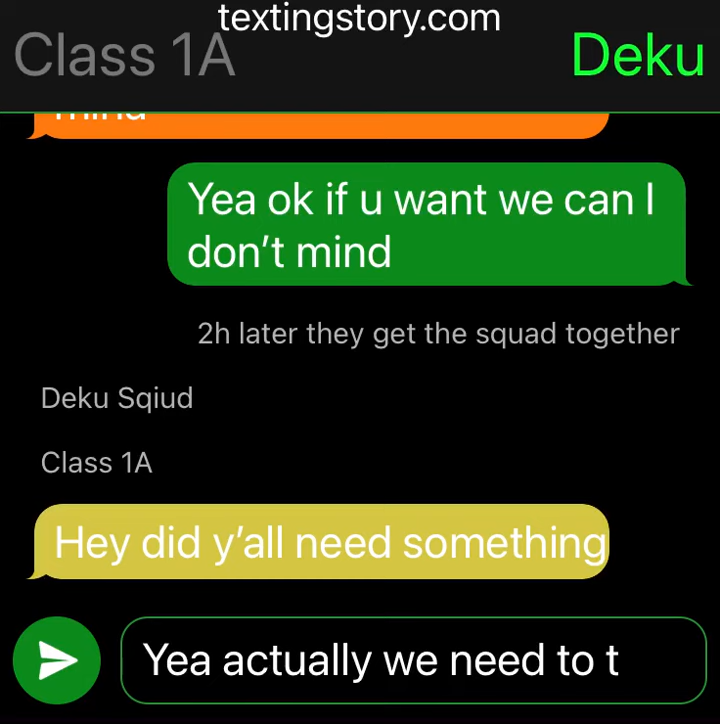 textingstory.com
Class 1A
Deku
mind
Yea ok if u want we can I
don't mind
2h later they get the squad together
Deku Sqiud
Class 1A
Hey did y'all need something
Yea actually we need to t